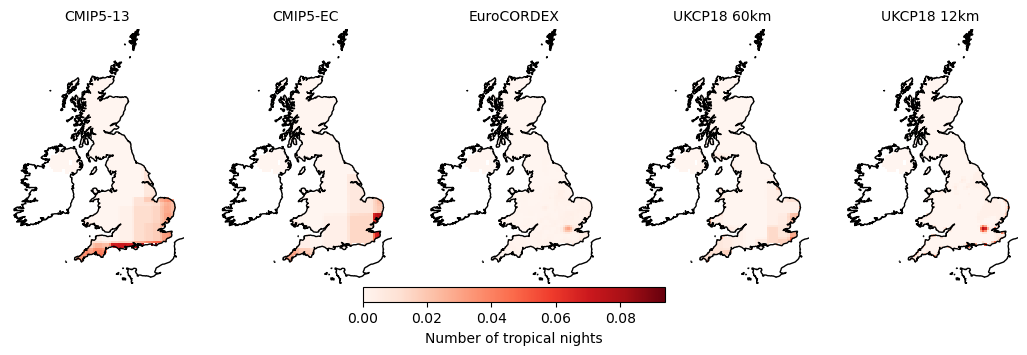 CMIP5-13 CMIP5-EC EuroCORDEX UKCP18 60km UKCP18 12km
0.00 0.02 0.04 0.06 0.08
Number of tropical nights